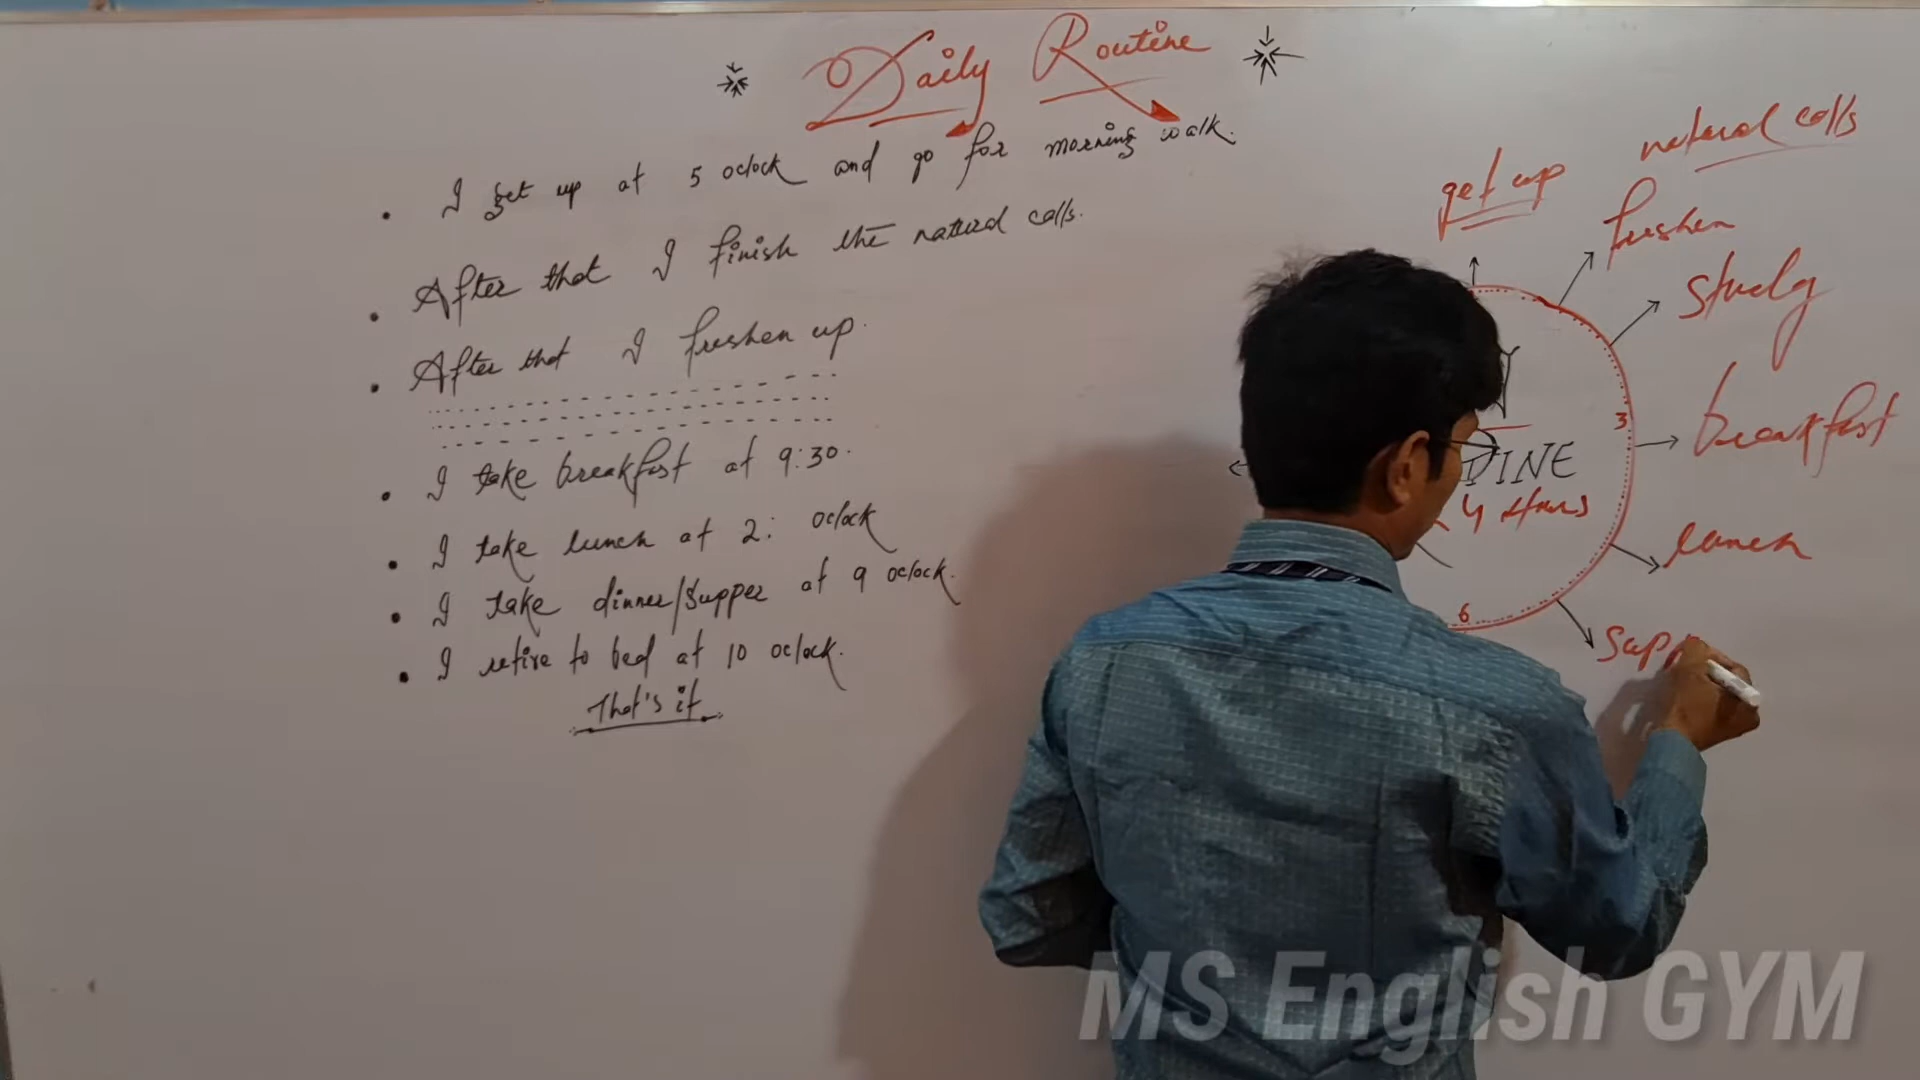 Daily Routine
I get up at 5 oclock and go for morning walk.
After that I finish the natural calls.
After that I freshen up.
I take breakfast at 9:30.
I take lunch at 2: oclock
I take dinner/supper at 9 oclock.
I retire to bed at 10 oclock.
That's it
natural calls
get up
freshen
study
breakfast
3
4 Hours
lunch
6
Supp
MS English GYM